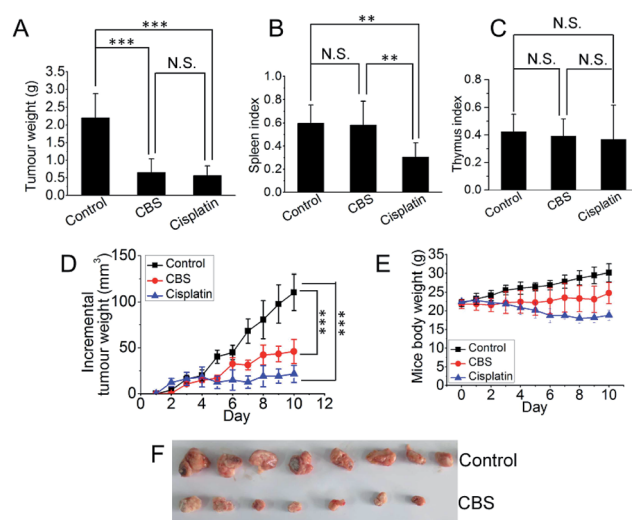 A
***
***
N.S.
Tumour weight (g)
2.5
2.0
1.5
1.0
0.5
0.0
Control
CBS
Cisplatin
B
**
N.S.
**
Spleen index
1.0
0.8
0.6
0.4
0.2
0.0
Control
CBS
Cisplatin
C
N.S.
N.S.
N.S.
Thymus index
0.8
0.6
0.4
0.2
0.0
Control
CBS
Cisplatin
D
Incremental
tumour weight (mm³)
150
100
50
0
Control
CBS
Cisplatin
***
***
0 2 4 6 8 10 12
Day
E
Mice body weight (g)
35
30
25
20
15
10
5
0
Control
CBS
Cisplatin
0 2 4 6 8 10
Day
F
Control
CBS